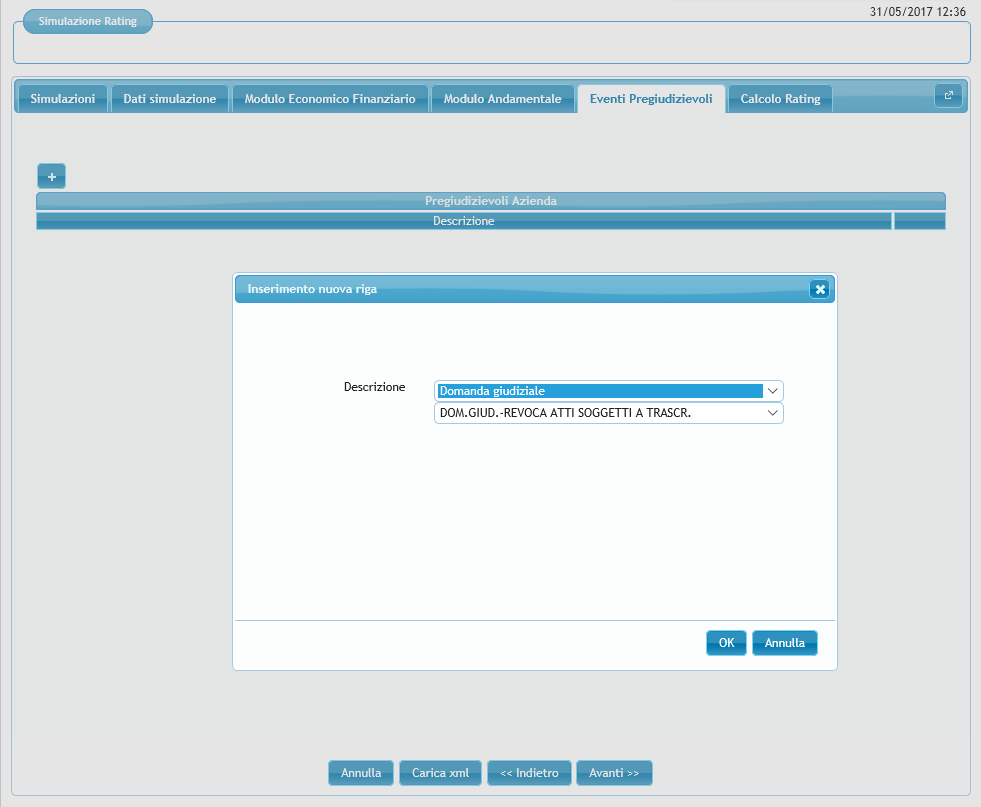 31/05/2017 12:36
Simulazione Rating
Simulazioni
Dati simulazione
Modulo Economico Finanziario
Modulo Andamentale
Eventi Pregiudizievoli
Calcolo Rating
+
Pregiudizievoli Azienda
Descrizione
Inserimento nuova riga
Descrizione
Domanda giudiziale
DOM.GIUD.-REVOCA ATTI SOGGETTI A TRASCR.
OK
Annulla
Annulla
Carica xml
<< Indietro
Avanti >>